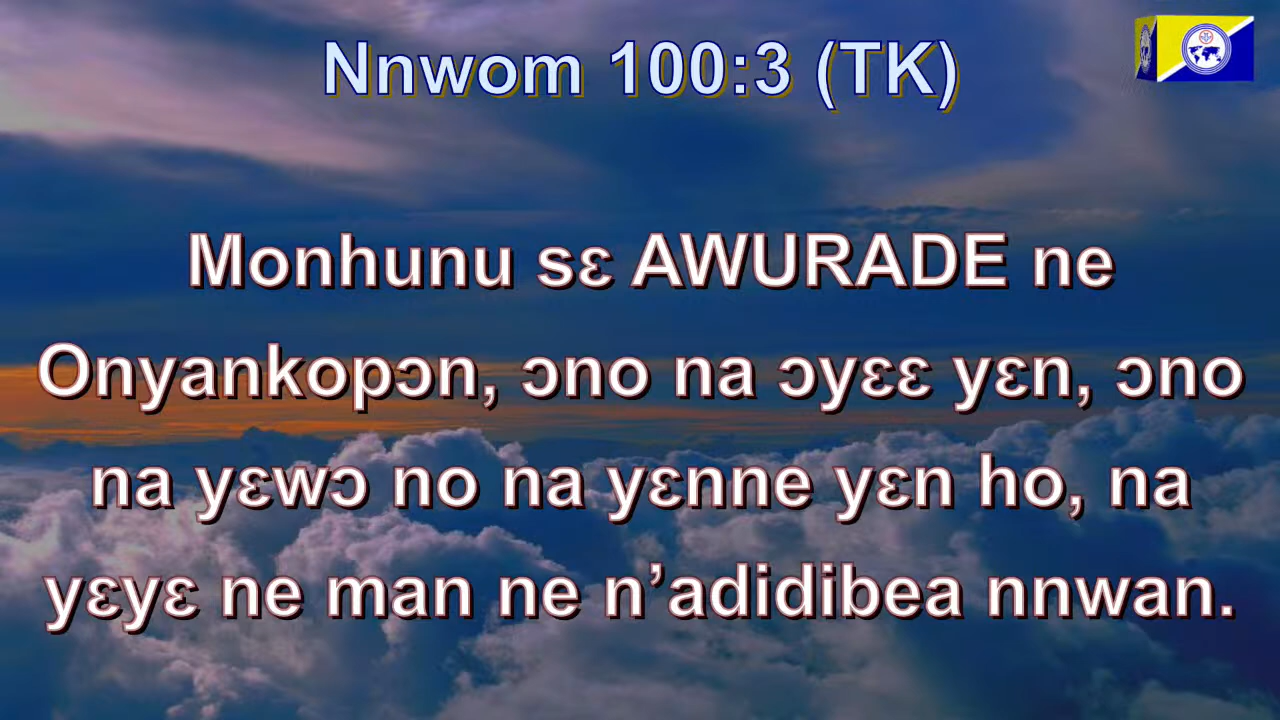 Nnwom 100:3 (TK)
Monhunu sɛ AWURADE ne
Onyankopɔn, ɔno na ɔyɛɛ yɛn, ɔno
na yɛwɔ no na yɛnne yɛn ho, na
yɛyɛ ne man ne n’adidibea nnwan.